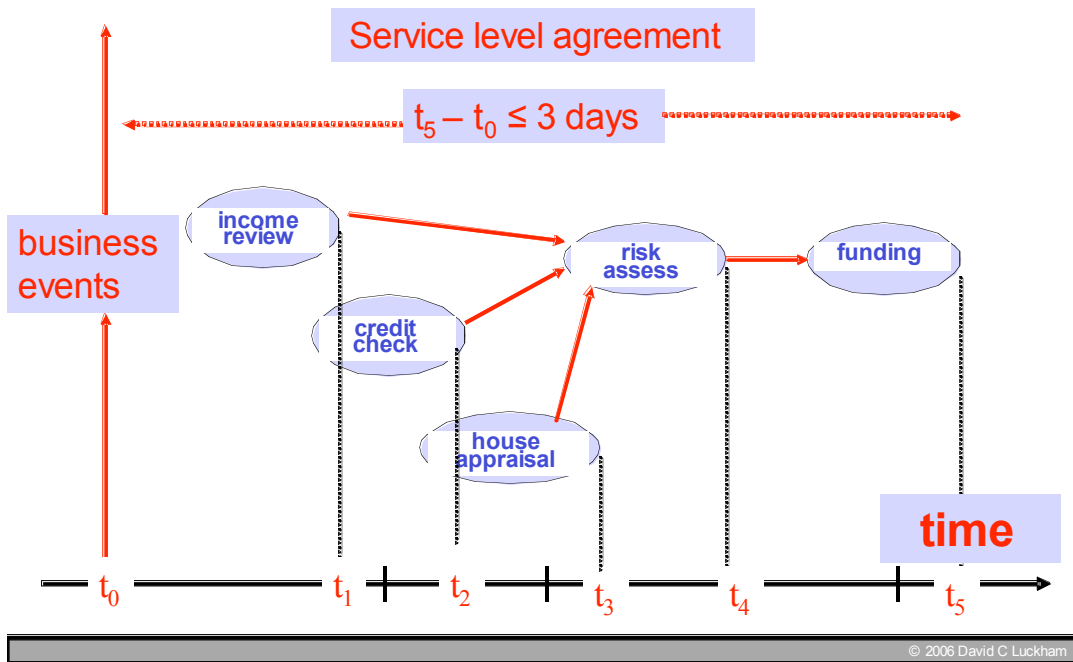 Service level agreement
t₅ – t₀ ≤ 3 days
business
events
income
review
risk
assess
funding
credit
check
house
appraisal
time
t₀
t₁
t₂
t₃
t₄
t₅
© 2006 David C Luckham